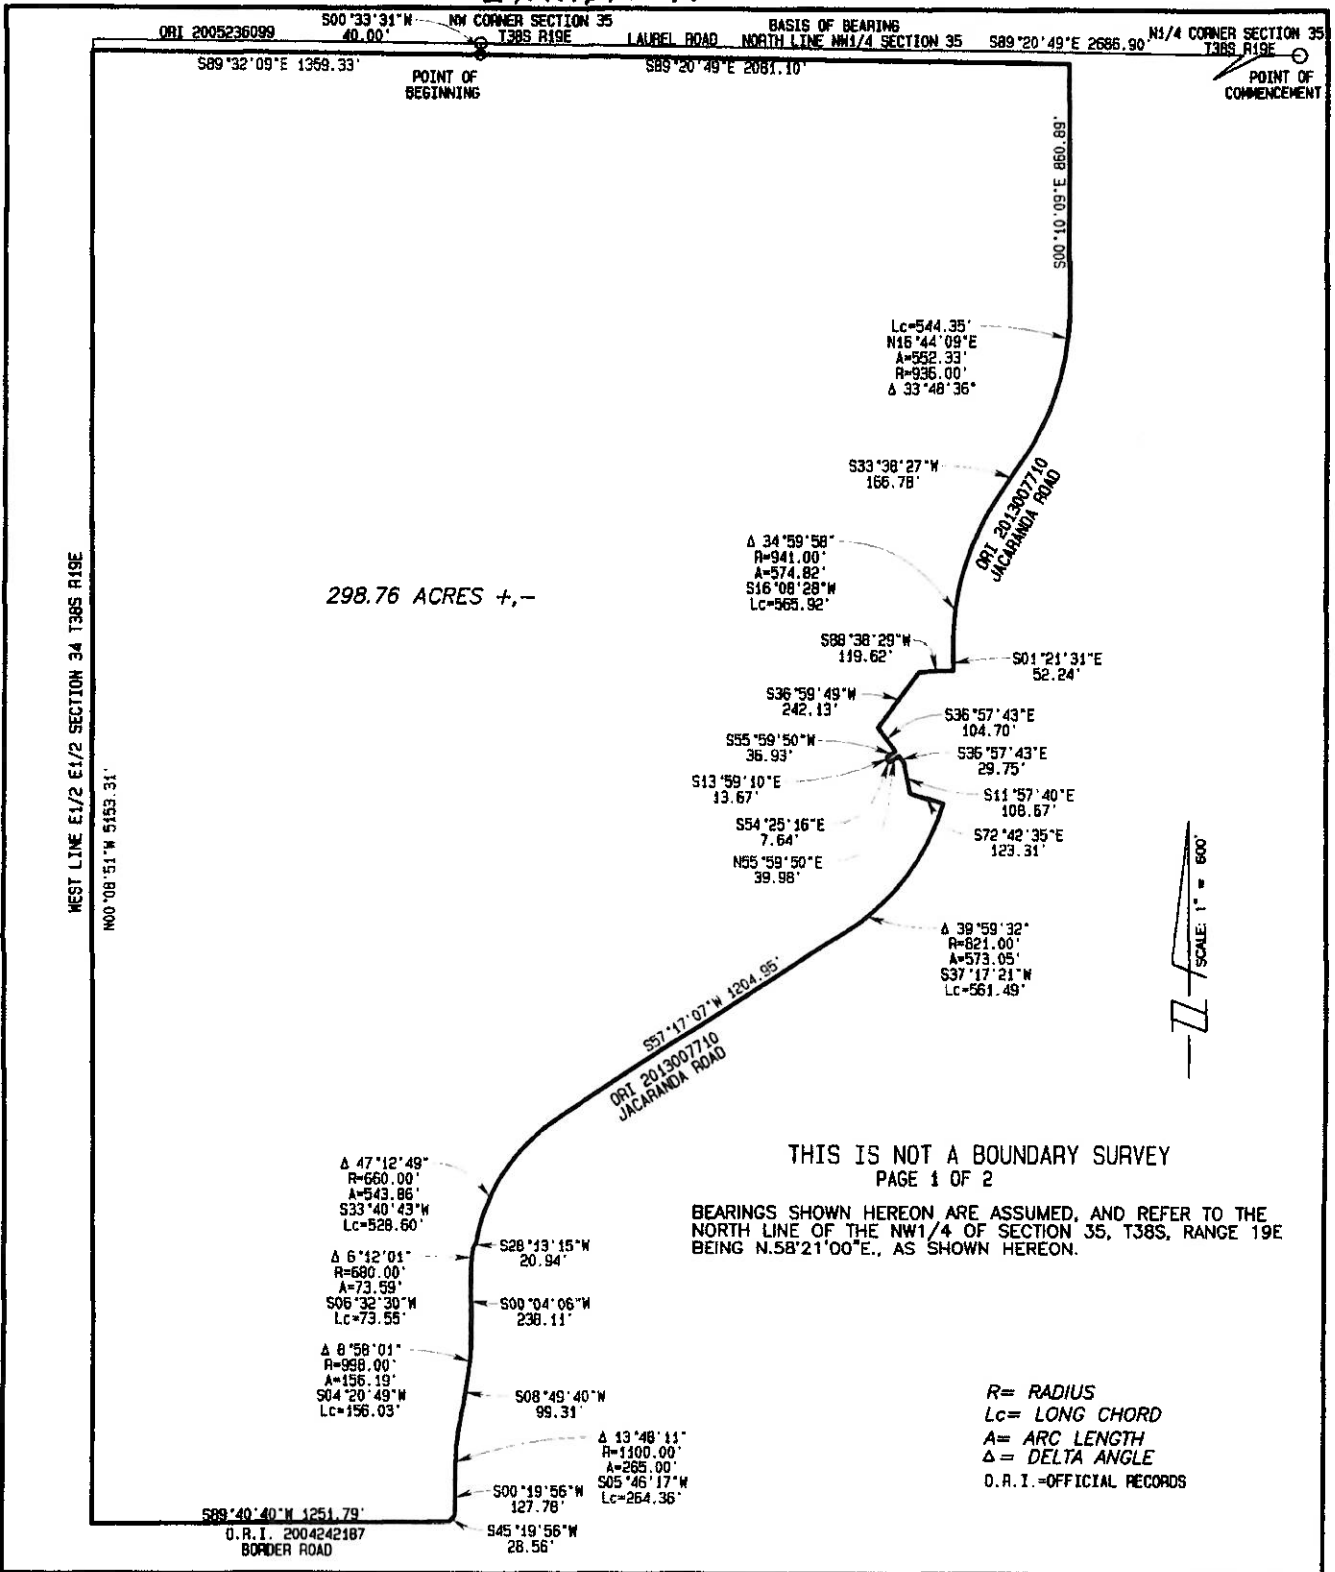 S00°33'31"W
40.00'
NW CORNER SECTION 35
T38S R19E
BASIS OF BEARING
N1/4 CORNER SECTION 35
T38S R19E
ORI 2005236099
LAUREL ROAD
NORTH LINE NW1/4 SECTION 35
S89°20'49"E 2686.90'
S89°32'09"E 1359.33'
POINT OF
BEGINNING
S89°20'49"E 2081.10'
POINT OF
COMMENCEMENT
S00°10'09"E 860.89'
Lc=544.35'
N16°44'09"E
A=552.33'
R=936.00'
Δ 33°48'36"
S33°38'27"W
166.78'
ORI 2013007710
JACARANDA ROAD
Δ 34°59'58"
R=941.00'
A=574.82'
S16°08'28"W
Lc=565.92'
298.76 ACRES +,-
WEST LINE E1/2 E1/2 SECTION 34 T38S R19E
N00°08'51"W 5153.31'
S88°38'29"W
119.62'
S01°21'31"E
52.24'
S36°59'49"W
242.13'
S36°57'43"E
104.70'
S55°59'50"W
36.93'
S36°57'43"E
29.75'
S13°59'10"E
13.67'
S11°57'40"E
108.67'
S54°25'16"E
7.64'
S72°42'35"E
123.31'
N55°59'50"E
39.98'
Δ 39°59'32"
R=821.00'
A=573.05'
S37°17'21"W
Lc=561.49'
SCALE: 1" = 600'
S57°17'07"W 1204.95'
ORI 2013007710
JACARANDA ROAD
THIS IS NOT A BOUNDARY SURVEY
PAGE 1 OF 2
BEARINGS SHOWN HEREON ARE ASSUMED, AND REFER TO THE
NORTH LINE OF THE NW1/4 OF SECTION 35, T38S, RANGE 19E
BEING N.58°21'00"E., AS SHOWN HEREON.
Δ 47°12'49"
R=660.00'
A=543.86'
S33°40'43"W
Lc=528.60'
S28°13'15"W
20.94'
Δ 6°12'01"
R=680.00'
A=73.59'
S06°32'30"W
Lc=73.55'
S00°04'06"W
238.11'
Δ 8°58'01"
R=998.00'
A=156.19'
S04°20'49"W
Lc=156.03'
S08°49'40"W
99.31'
Δ 13°48'11"
R=1100.00'
A=265.00'
S05°46'17"W
Lc=264.36'
S00°19'56"W
127.78'
S45°19'56"W
28.56'
S89°40'40"W 1251.79'
O.R.I. 2004242187
BORDER ROAD
R= RADIUS
Lc= LONG CHORD
A= ARC LENGTH
Δ = DELTA ANGLE
O.R.I.=OFFICIAL RECORDS